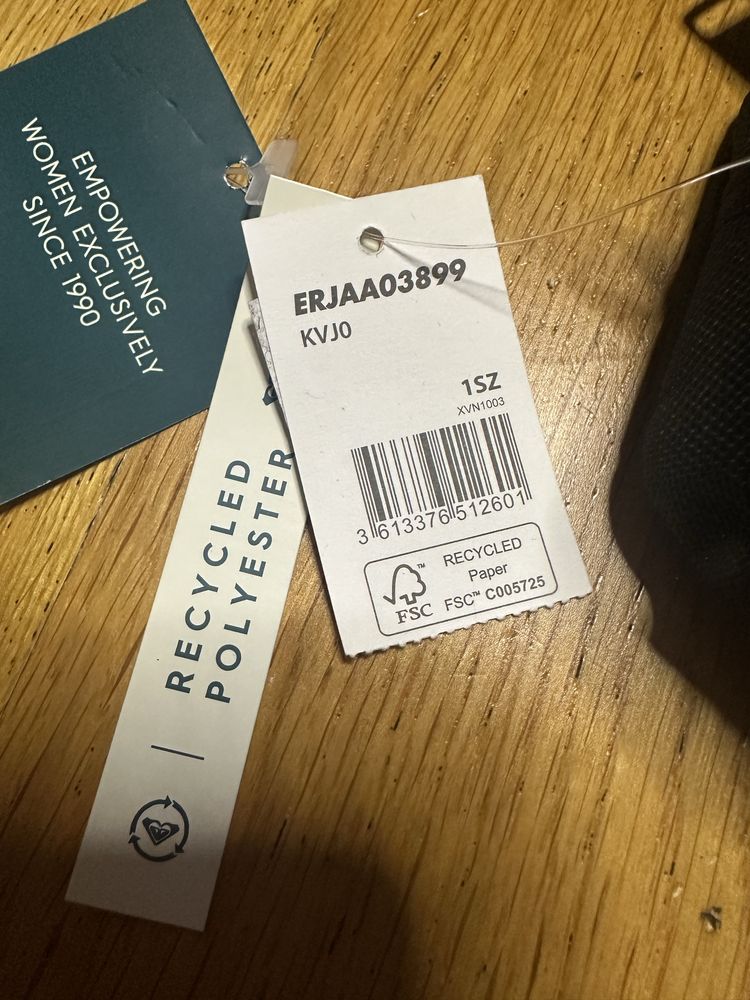 EMPOWERING
WOMEN EXCLUSIVELY
SINCE 1990
ERJAA03899
KVJ0
1SZ
XVN1003
3 613376 512601
FSC
RECYCLED
Paper
FSC™ C005725
RECYCLED
POLYESTER